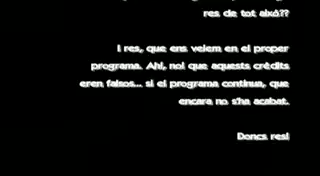 res de tot això??
I res, que ens veiem en el proper
programa. Ah!, no! que aquests crèdits
eren falsos... si el programa continua, que
encara no s'ha acabat.
Doncs res!